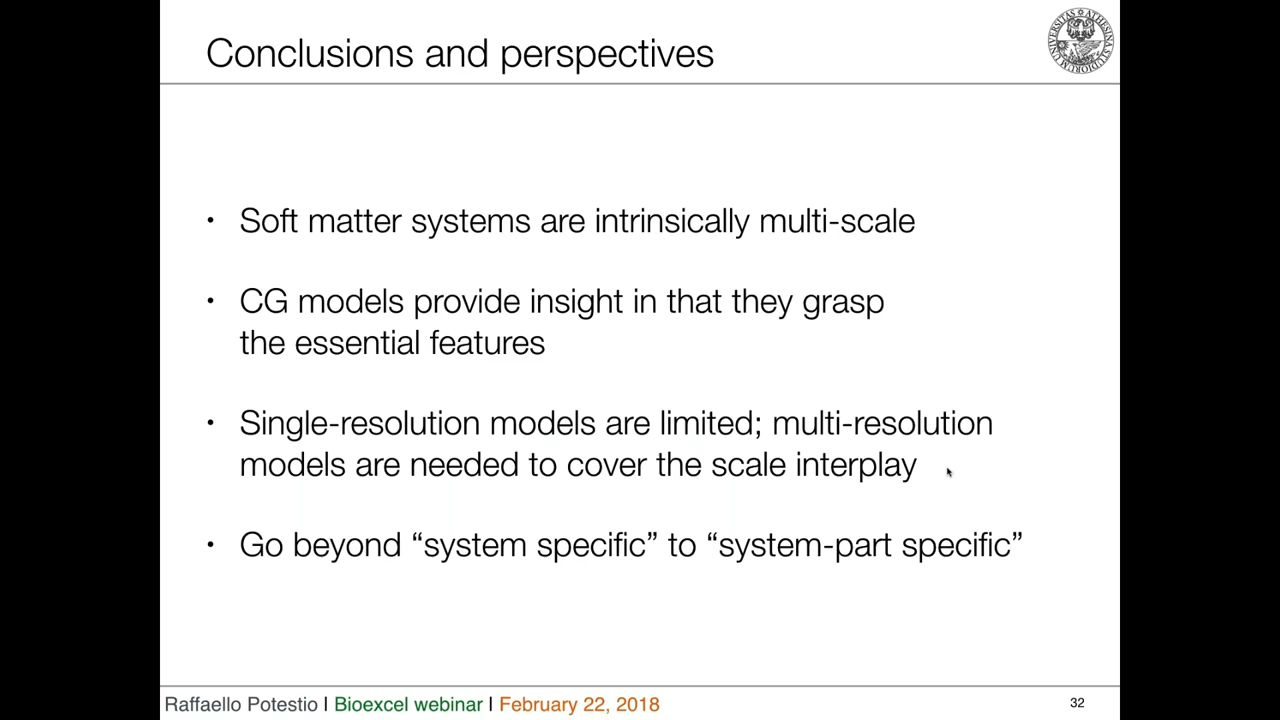 Conclusions and perspectives
• Soft matter systems are intrinsically multi-scale
• CG models provide insight in that they grasp
the essential features
• Single-resolution models are limited; multi-resolution
models are needed to cover the scale interplay
• Go beyond “system specific” to “system-part specific”
Raffaello Potestio I Bioexcel webinar I February 22, 2018
32